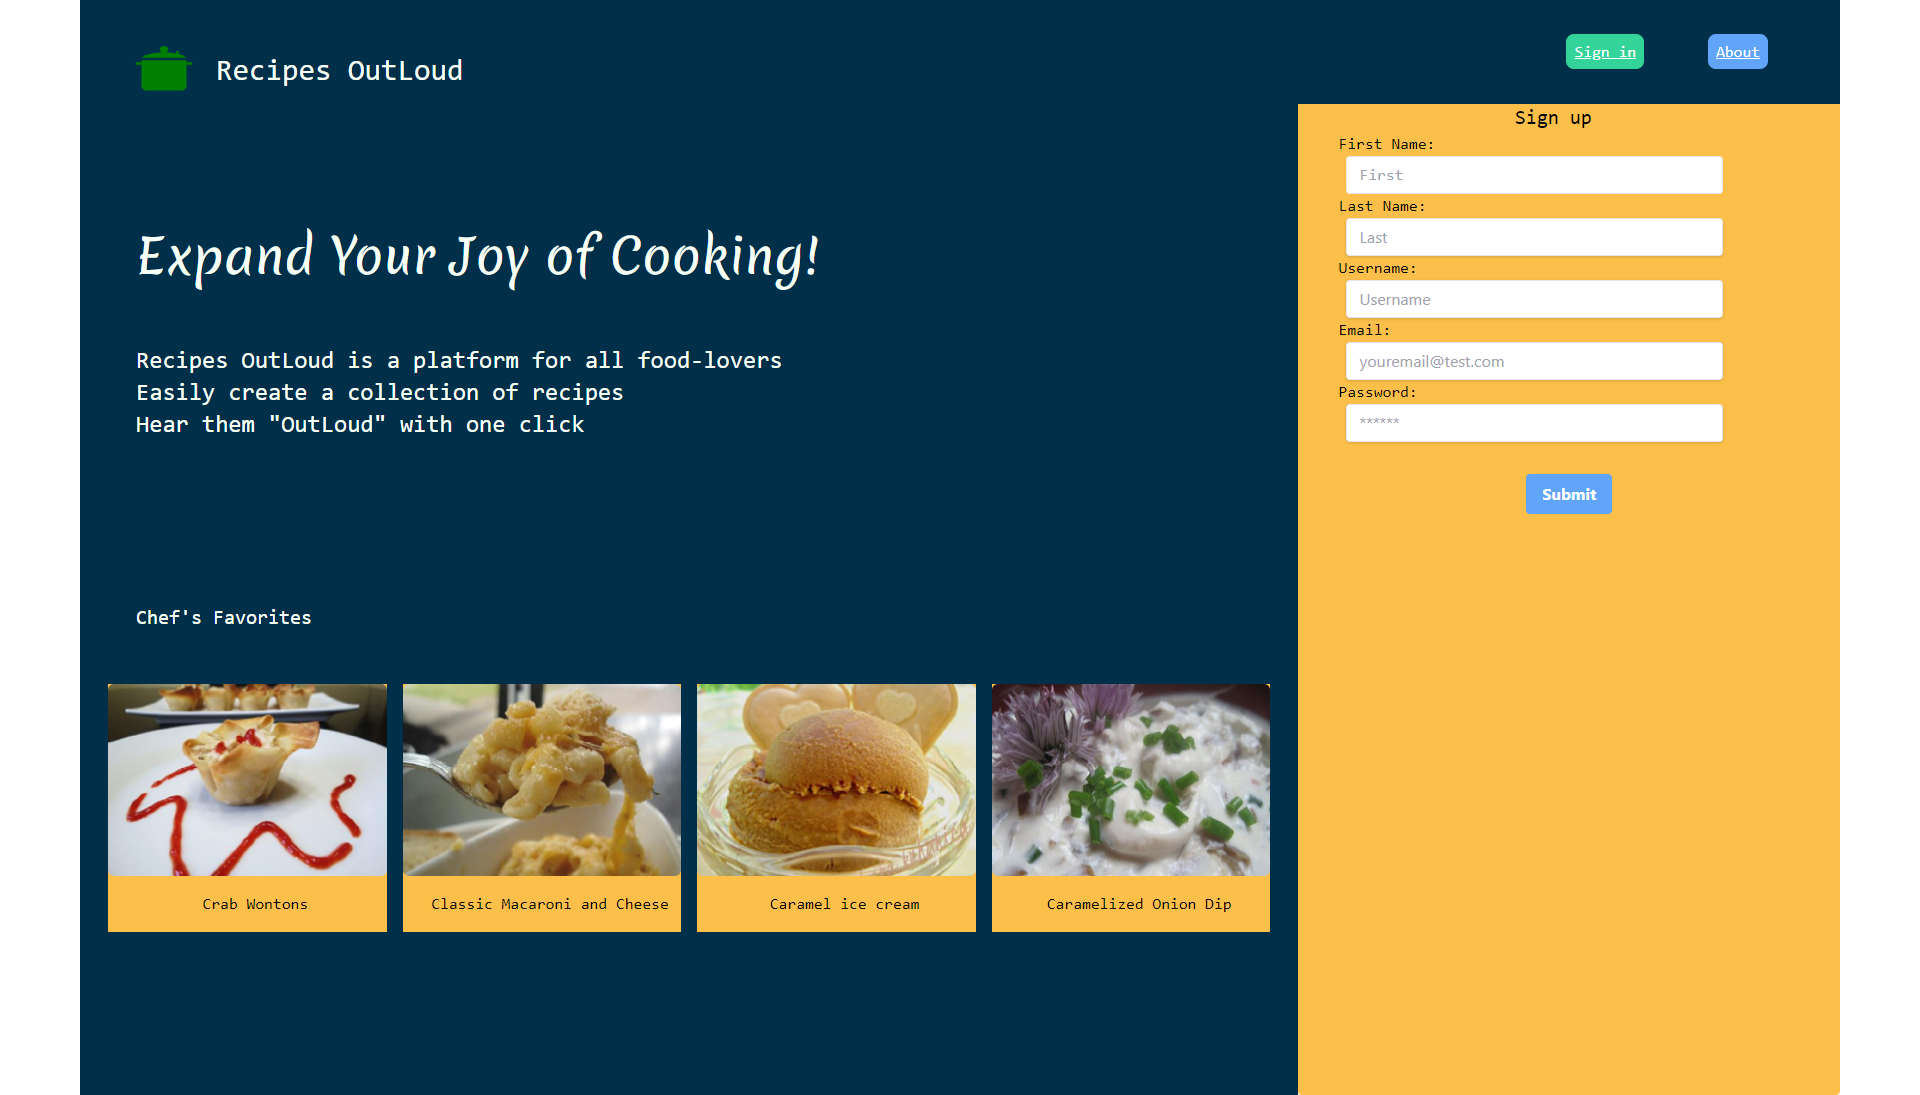 Recipes OutLoud
Sign in
About
Expand Your Joy of Cooking!
Recipes OutLoud is a platform for all food-lovers
Easily create a collection of recipes
Hear them "OutLoud" with one click
Sign up
First Name:
First
Last Name:
Last
Username:
Username
Email:
youremail@test.com
Password:
******
Submit
Chef's Favorites
Crab Wontons
Classic Macaroni and Cheese
Caramel ice cream
Caramelized Onion Dip